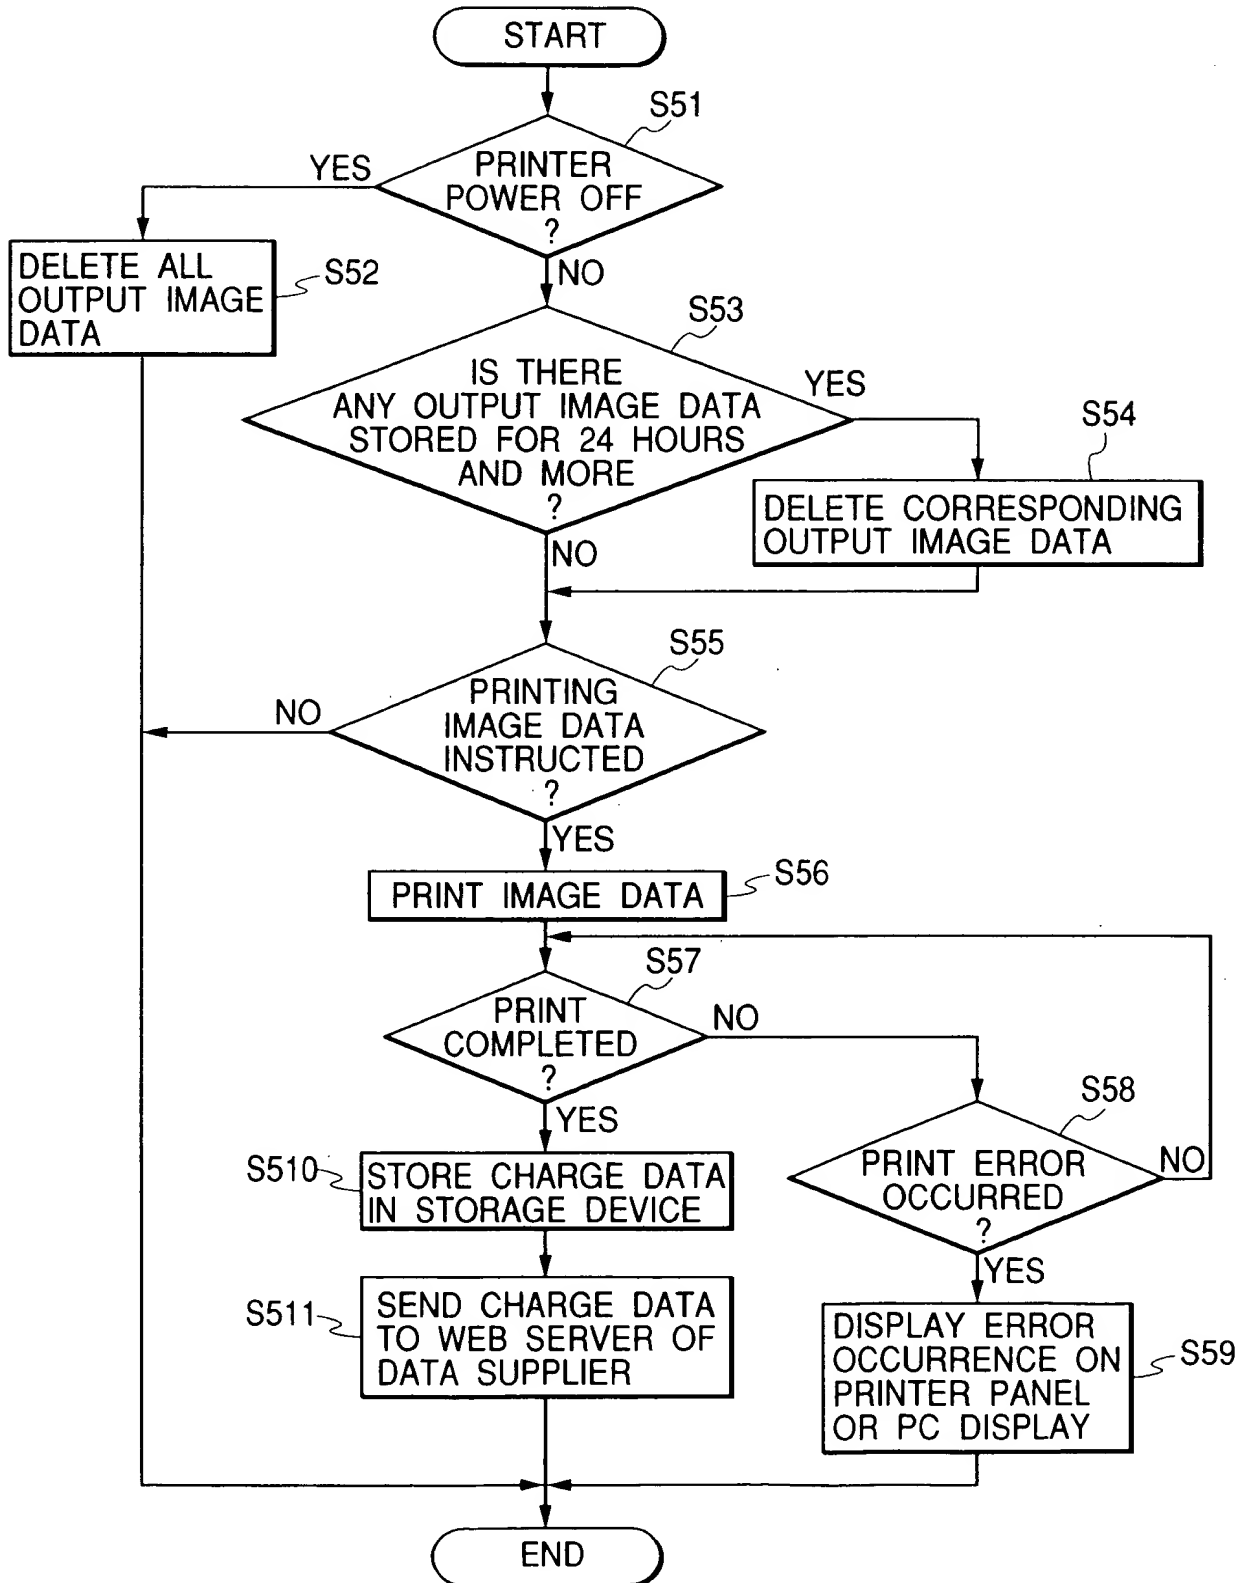 START
S51
PRINTER
POWER OFF
?
YES
NO
DELETE ALL
OUTPUT IMAGE
DATA
S52
S53
IS THERE
ANY OUTPUT IMAGE DATA
STORED FOR 24 HOURS
AND MORE
?
YES
NO
S54
DELETE CORRESPONDING
OUTPUT IMAGE DATA
S55
PRINTING
IMAGE DATA
INSTRUCTED
?
NO
YES
PRINT IMAGE DATA
S56
S57
PRINT
COMPLETED
?
NO
YES
S58
PRINT ERROR
OCCURRED
?
NO
YES
S510
STORE CHARGE DATA
IN STORAGE DEVICE
S511
SEND CHARGE DATA
TO WEB SERVER OF
DATA SUPPLIER
DISPLAY ERROR
OCCURRENCE ON
PRINTER PANEL
OR PC DISPLAY
S59
END